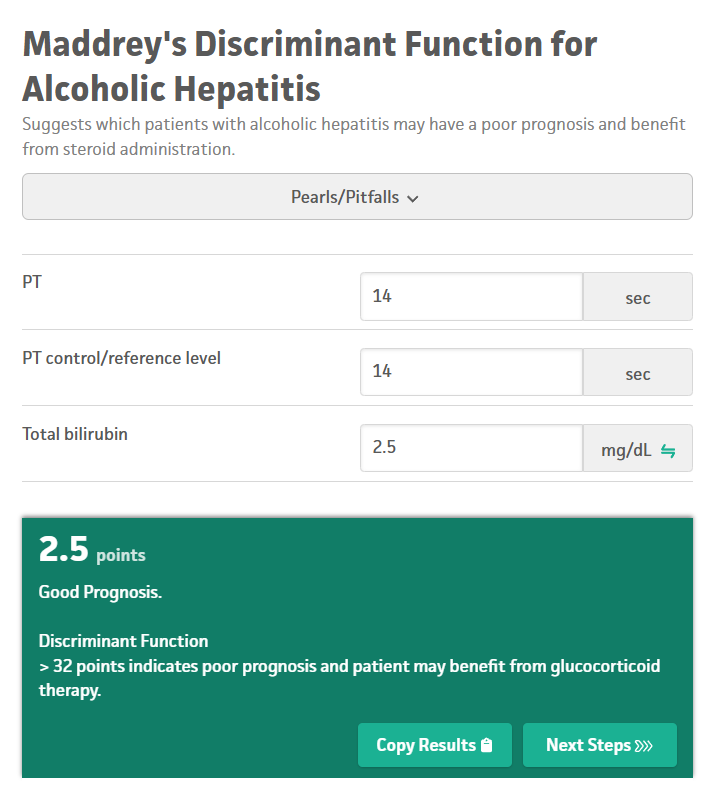 Maddrey's Discriminant Function for
Alcoholic Hepatitis
Suggests which patients with alcoholic hepatitis may have a poor prognosis and benefit
from steroid administration.
Pearls/Pitfalls
PT
14
sec
PT control/reference level
14
sec
Total bilirubin
2.5
mg/dL
2.5 points
Good Prognosis.
Discriminant Function
> 32 points indicates poor prognosis and patient may benefit from glucocorticoid
therapy.
Copy Results
Next Steps